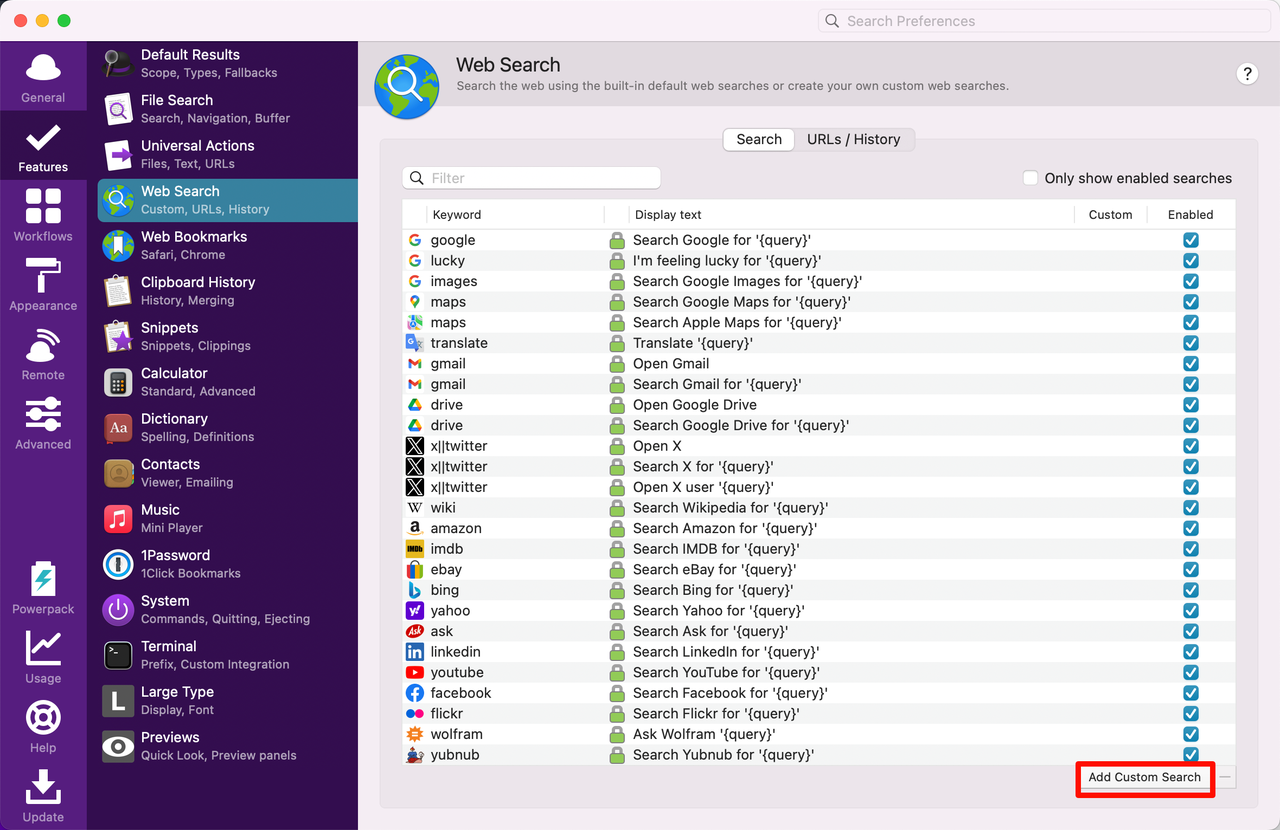 Search Preferences
General
Features
Workflows
Appearance
Remote
Advanced
Powerpack
Usage
Help
Update
Default Results
Scope, Types, Fallbacks
File Search
Search, Navigation, Buffer
Universal Actions
Files, Text, URLs
Web Search
Custom, URLs, History
Web Bookmarks
Safari, Chrome
Clipboard History
History, Merging
Snippets
Snippets, Clippings
Calculator
Standard, Advanced
Aa
Dictionary
Spelling, Definitions
Contacts
Viewer, Emailing
Music
Mini Player
1Password
1Click Bookmarks
System
Commands, Quitting, Ejecting
Terminal
Prefix, Custom Integration
L
Large Type
Display, Font
Previews
Quick Look, Preview panels
Web Search
Search the web using the built-in default web searches or create your own custom web searches.
?
Search URLs / History
Filter
Only show enabled searches
Keyword Display text Custom Enabled
google Search Google for '{query}'
lucky I'm feeling lucky for '{query}'
images Search Google Images for '{query}'
maps Search Google Maps for '{query}'
maps Search Apple Maps for '{query}'
translate Translate '{query}'
gmail Open Gmail
gmail Search Gmail for '{query}'
drive Open Google Drive
drive Search Google Drive for '{query}'
x||twitter Open X
x||twitter Search X for '{query}'
x||twitter Open X user '{query}'
W wiki Search Wikipedia for '{query}'
a amazon Search Amazon for '{query}'
IMDb imdb Search IMDB for '{query}'
ebay Search eBay for '{query}'
bing Search Bing for '{query}'
y! yahoo Search Yahoo for '{query}'
Ask ask Search Ask for '{query}'
in linkedin Search LinkedIn for '{query}'
youtube Search YouTube for '{query}'
facebook Search Facebook for '{query}'
flickr Search Flickr for '{query}'
wolfram Ask Wolfram '{query}'
yubnub Search Yubnub for '{query}'
Add Custom Search